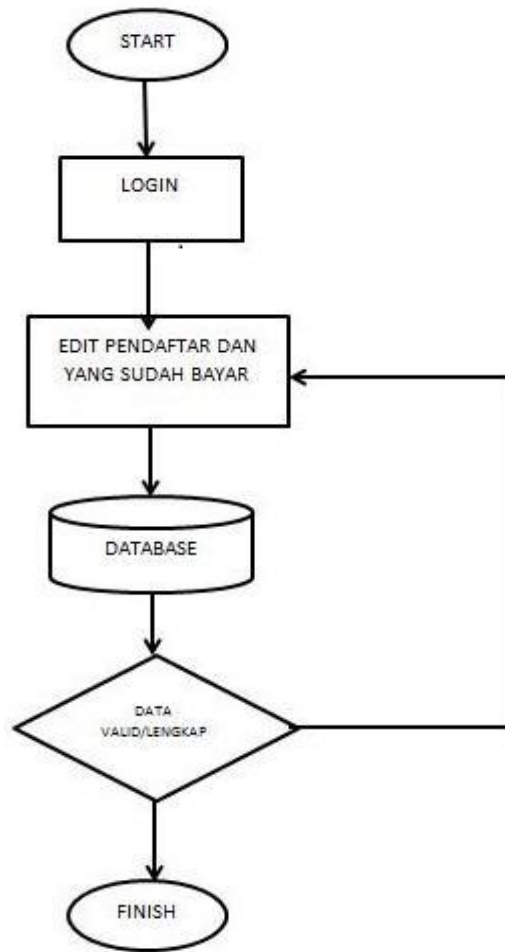 START
LOGIN
EDIT PENDAFTAR DAN
YANG SUDAH BAYAR
DATABASE
DATA
VALID/LENGKAP
FINISH